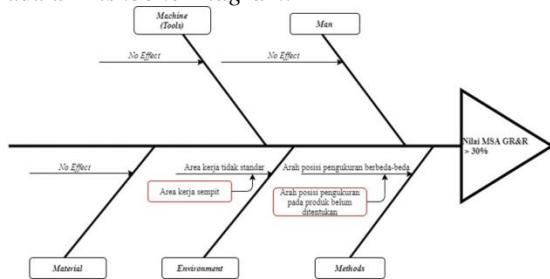 Machine
(Tools)
Man
No Effect
No Effect
Nilai MSA GR&R
> 30%
No Effect
Area kerja tidak standar
Arah posisi pengukuran berbeda-beda
Area kerja sempit
Arah posisi pengukuran
pada produk belum
ditentukan
Material
Environment
Methods